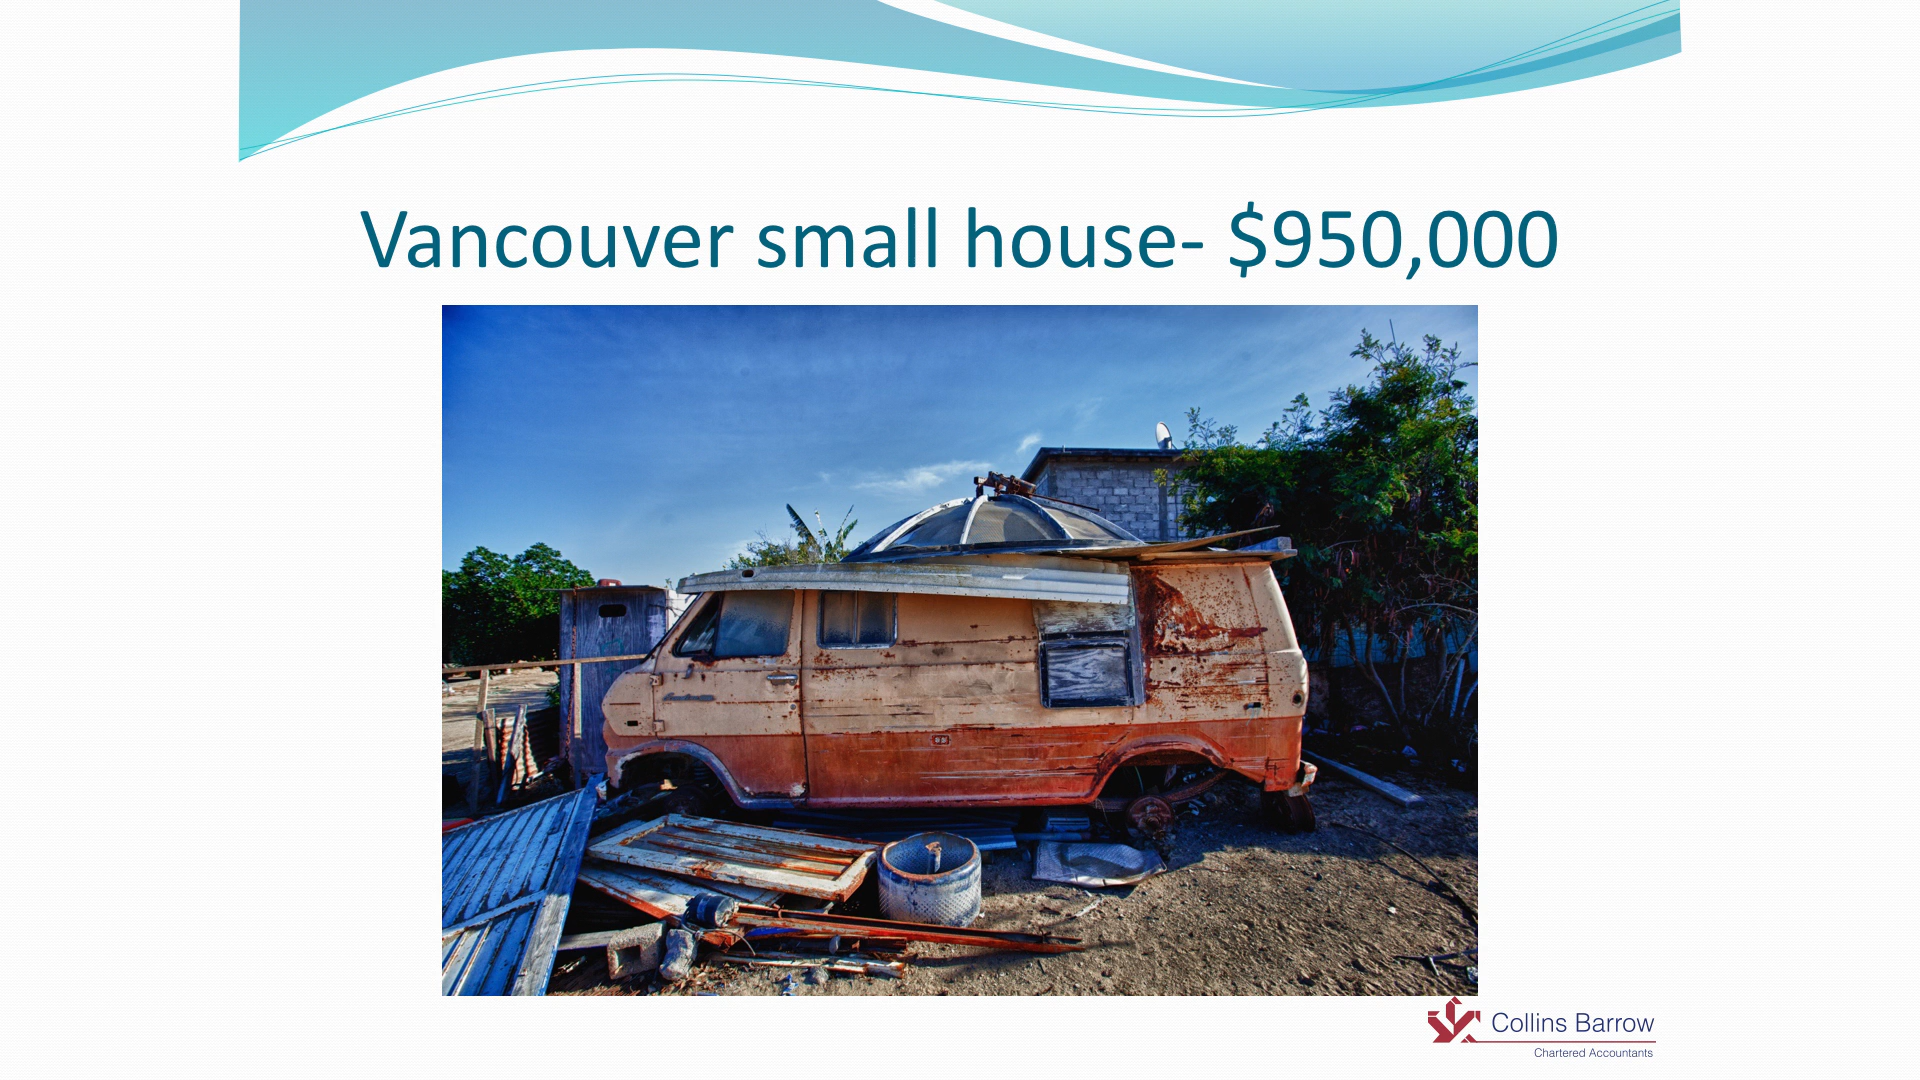 Vancouver small house- $950,000
Collins Barrow
Chartered Accountants